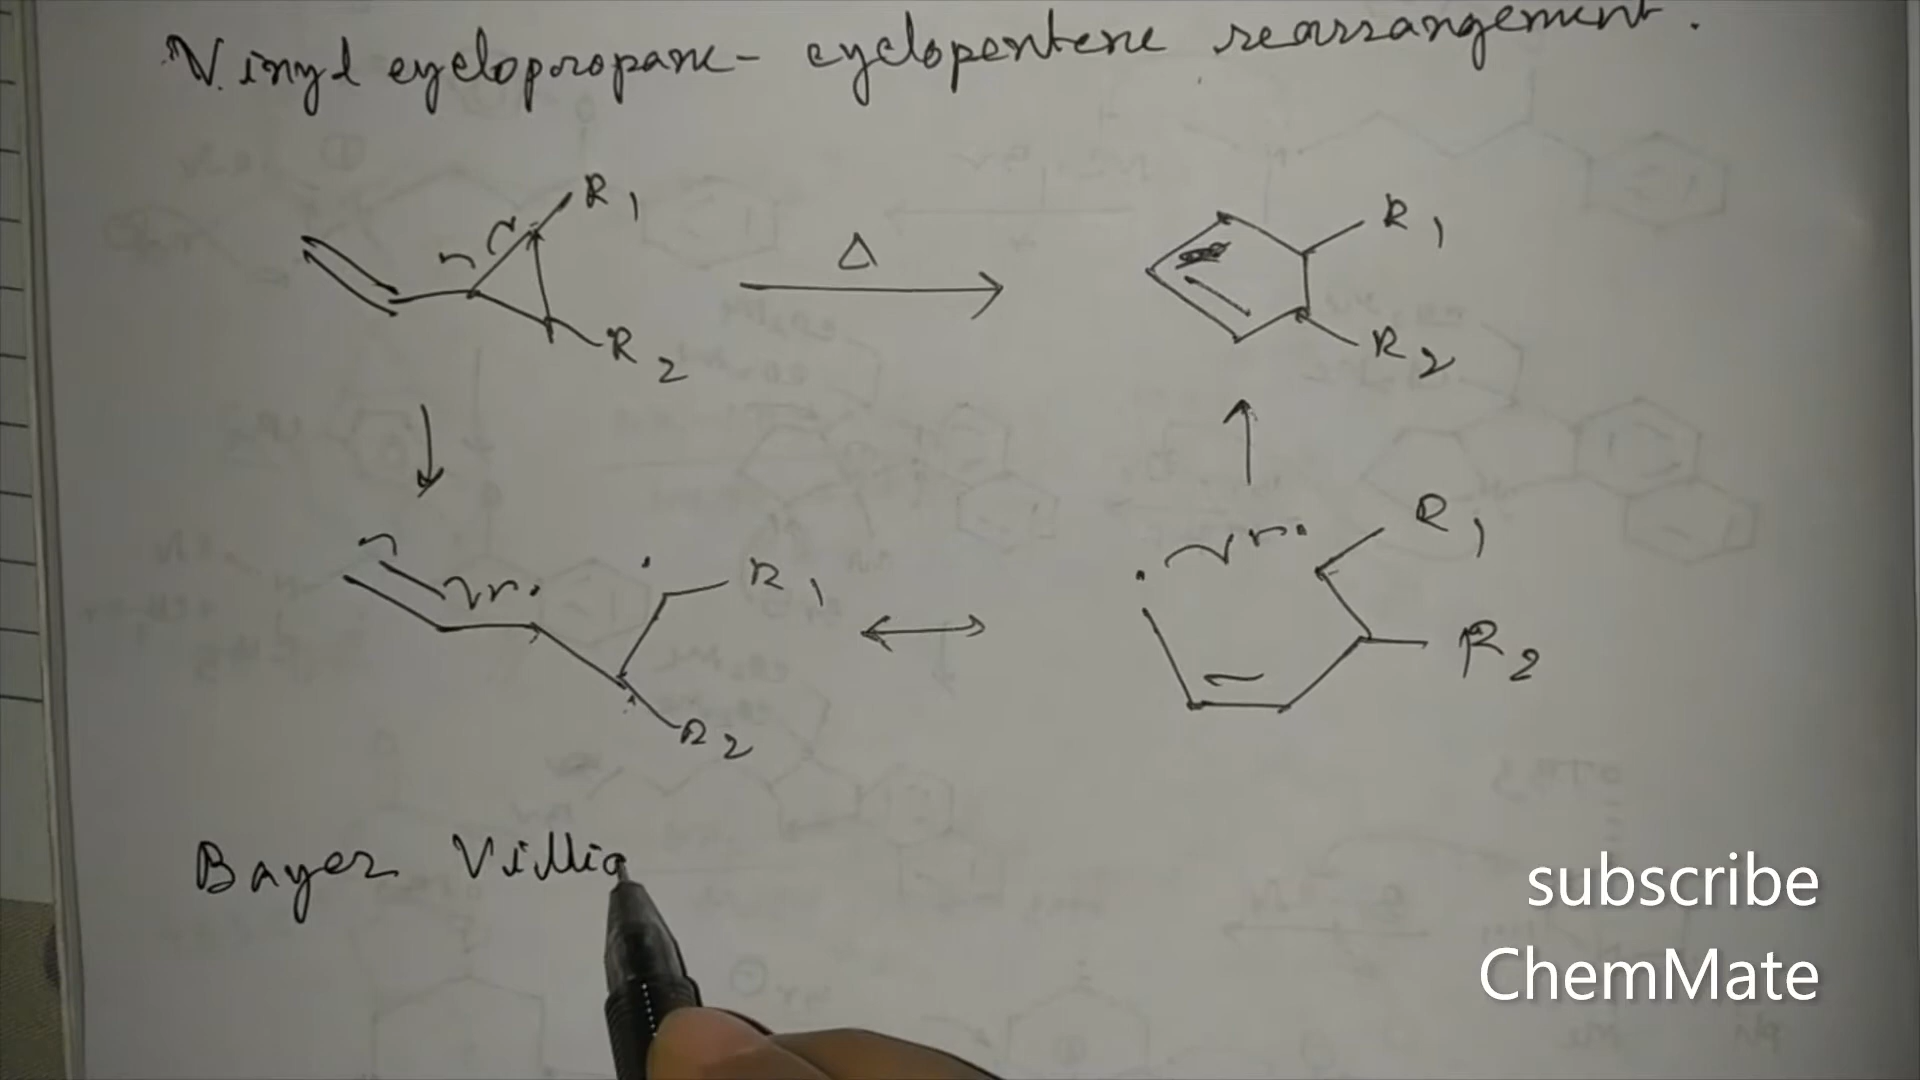 Vinyl cyclopropane- cyclopentene rearrangement.
R1
R2
Δ
R1
R2
R1
R2
R1
R2
Bayer Villig
subscribe
ChemMate